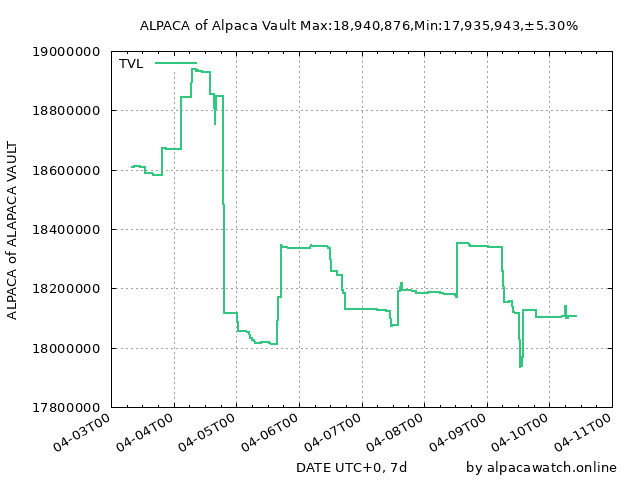 ALPACA of Alpaca Vault Max:18,940,876,Min:17,935,943,±5.30%
19000000
TVL
18800000
18600000
18400000
18200000
18000000
17800000
ALPACA of ALAPACA VAULT
04-03T00
04-04T00
04-05T00
04-06T00
04-07T00
04-08T00
04-09T00
04-10T00
04-11T00
DATE UTC+0, 7d
by alpacawatch.online